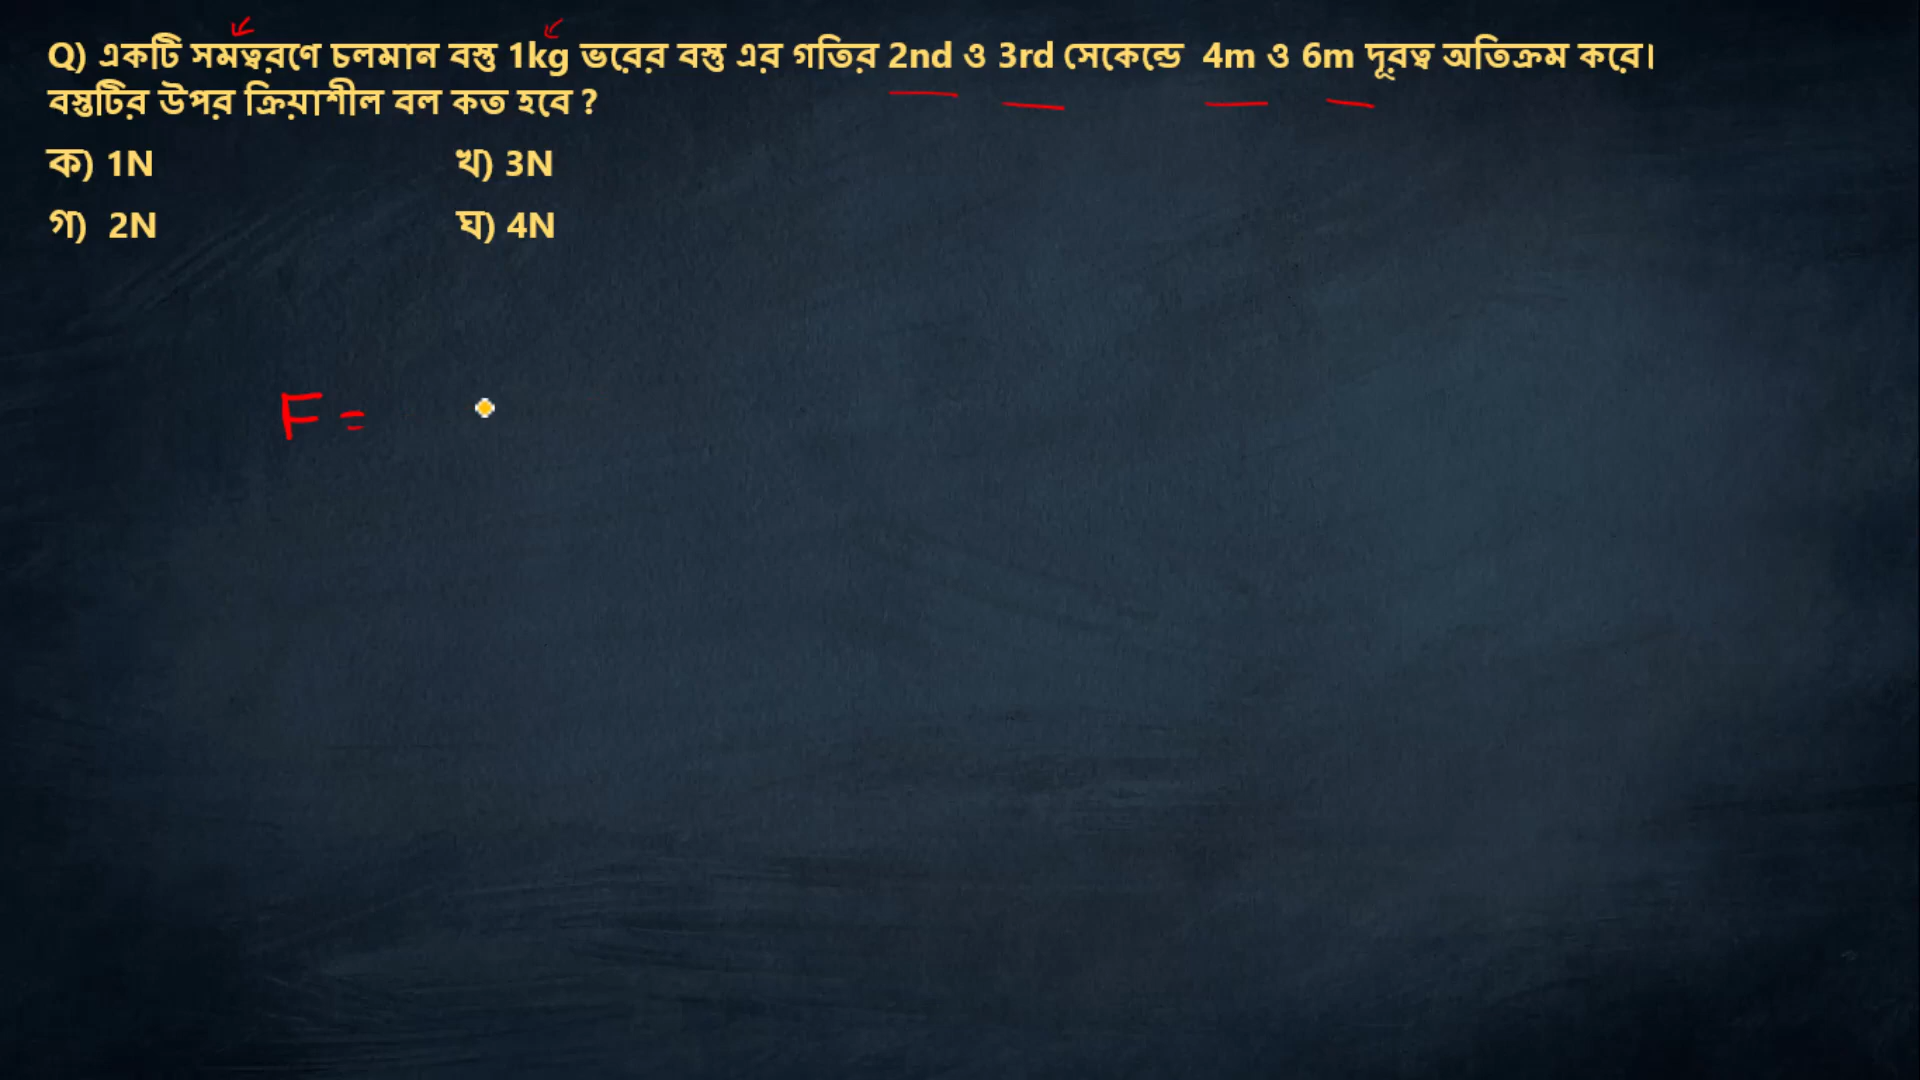 Q) একটি সমত্বরণে চলমান বস্তু 1kg ভরের বস্তু এর গতির 2nd ও 3rd সেকেন্ডে 4m ও 6m দূরত্ব অতিক্রম করে।
বস্তুটির উপর ক্রিয়াশীল বল কত হবে ?
ক) 1N খ) 3N
গ) 2N ঘ) 4N
F =